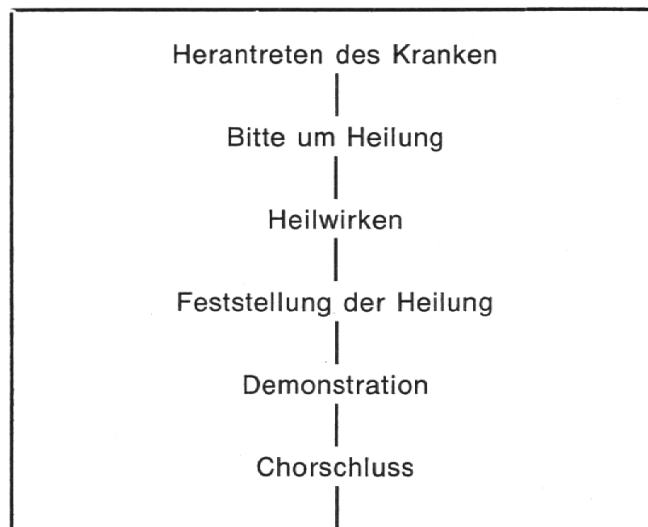 Herantreten des Kranken
Bitte um Heilung
Heilwirken
Feststellung der Heilung
Demonstration
Chorschluss